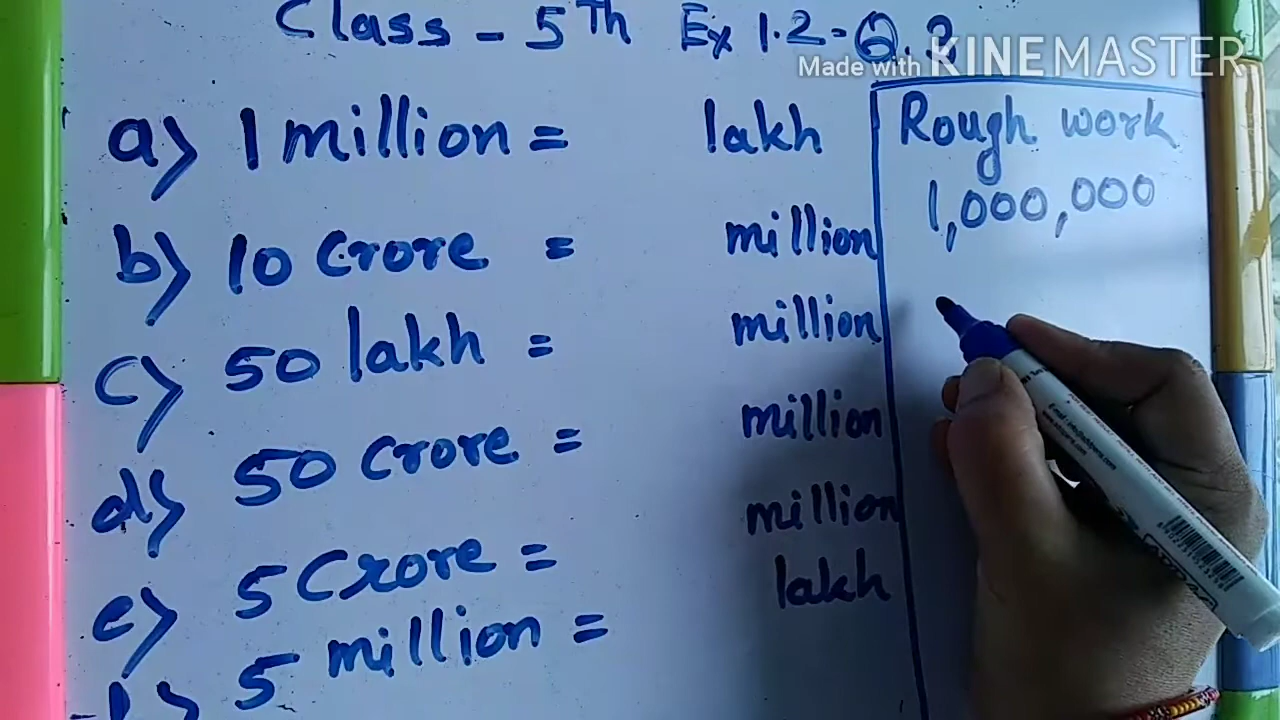 Class - 5th Ex 1.2 - Q.
Made with KINEMASTER
a) 1 million = lakh
b) 10 Crore = million
c) 50 lakh = million
d) 50 Crore = million
e) 5 Crore = million
5 million = lakh
Rough work
1,000,000